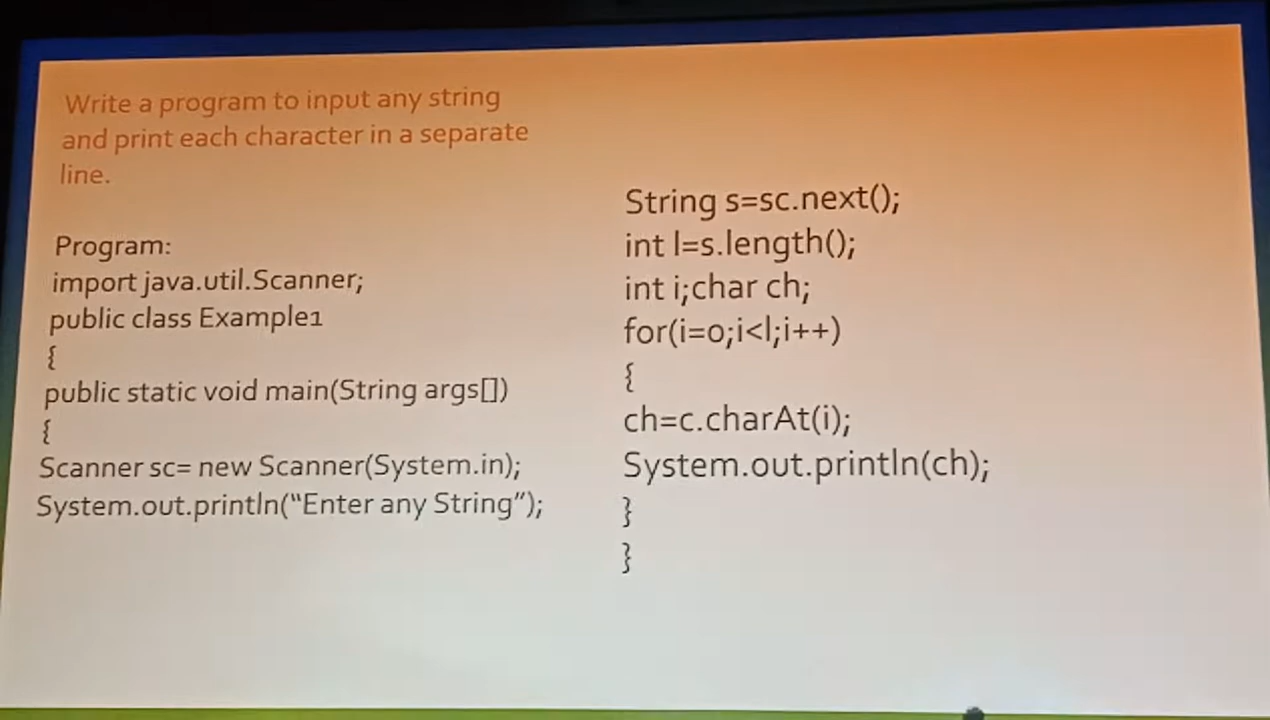 Write a program to input any string
and print each character in a separate
line.
Program:
import java.util.Scanner;
public class Example1
{
public static void main(String args[])
{
Scanner sc= new Scanner(System.in);
System.out.println(“Enter any String”);
String s=sc.next();
int l=s.length();
int i;char ch;
for(i=0;i<l;i++)
{
ch=c.charAt(i);
System.out.println(ch);
}
}